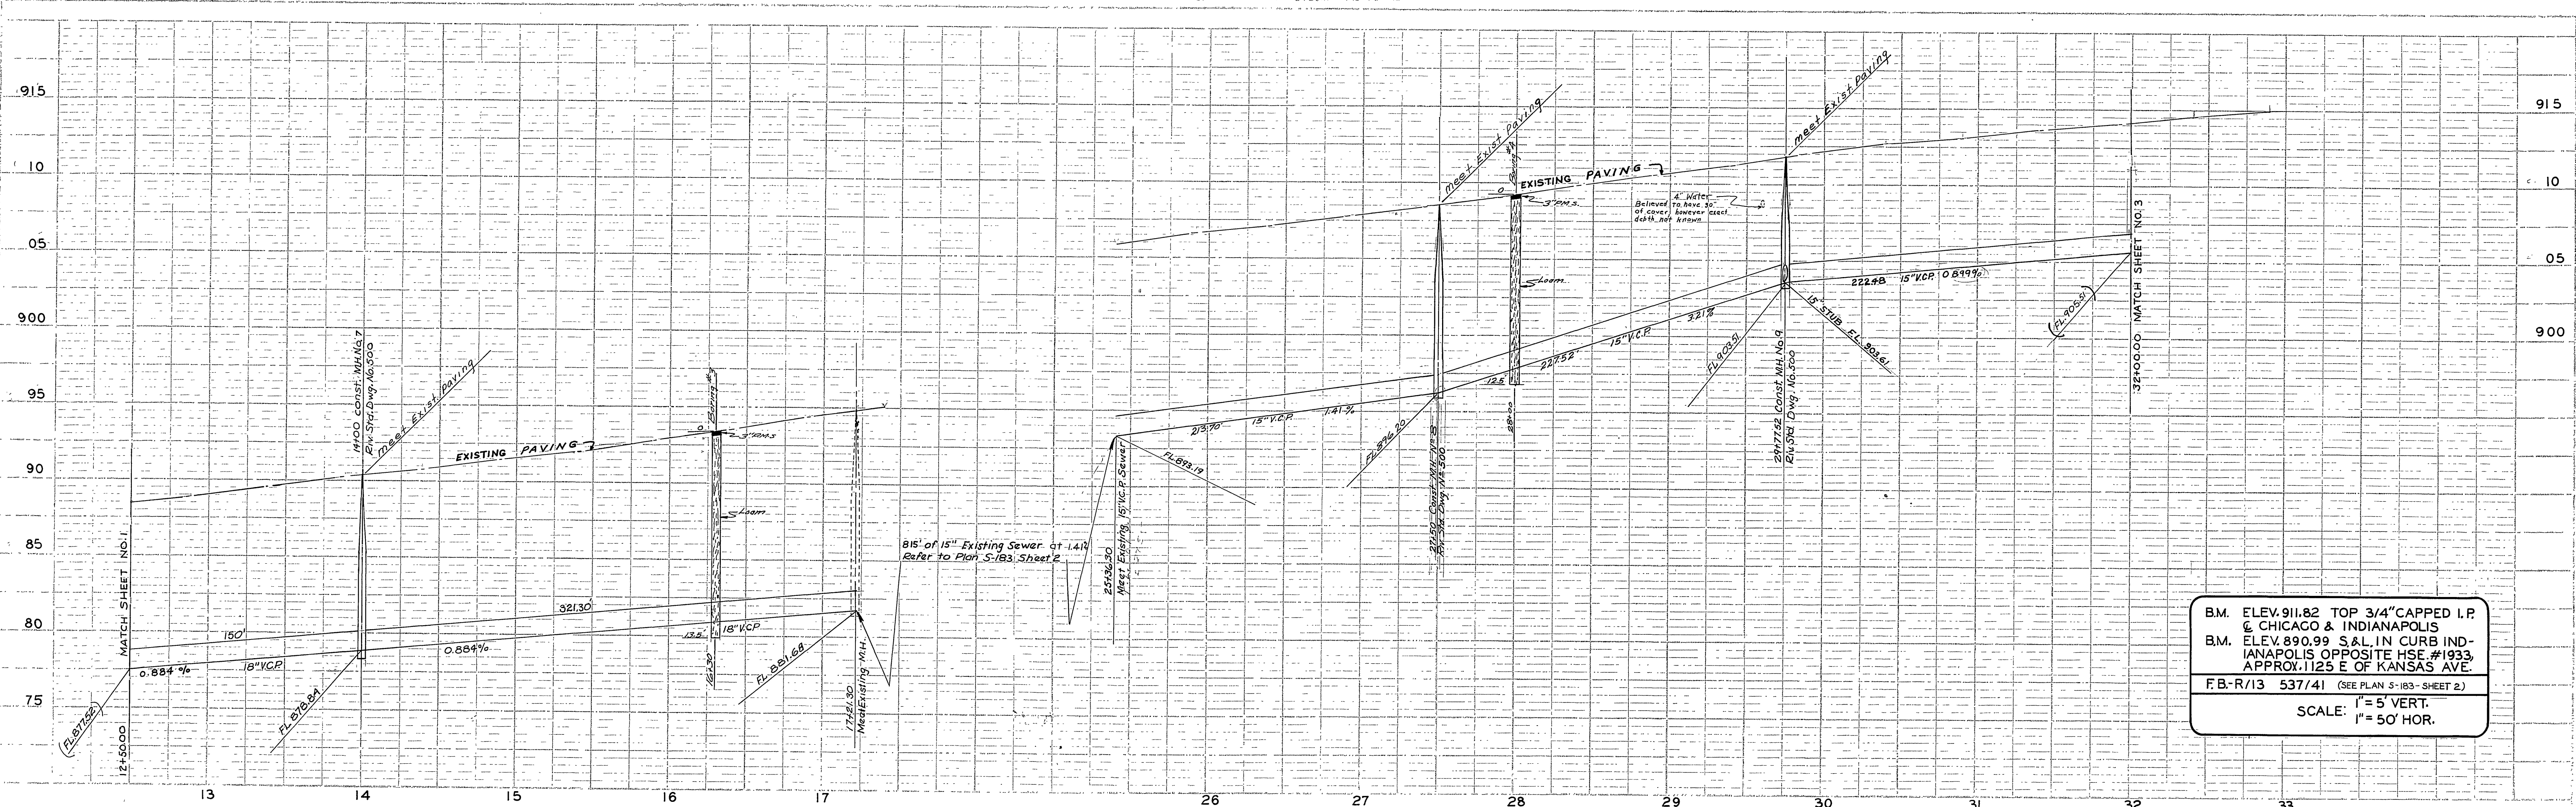 915
10
05
900
95
90
85
80
75
MATCH SHEET NO. 1
12+50.00
(FL.877.52)
0.884 %
150'
18" V.C.P.
FL 878.84
14+00 const. M.H. No. 7
Riv. Std. Dwg. No. 500
meet Exist. paving
EXISTING PAVING
321.30'
0.884%
Boring #3
0
3" P.M.S
Loam
13.5'
16+30
18" V.C.P
FL 881.68
17+21.30
Meet Existing M.H.
815' of 15" Existing Sewer at 1.41%
Refer to Plan S-183 Sheet 2
25+36.30
Meet Existing 15" V.C.P. Sewer
FL 893.19
213.70'
15" V.C.P.
1.41 %
FL. 896.20
27+50 Const. M.H. No. 8
Riv. Std. Dwg. No. 500
meet Exist Paving
Boring #4
0
3" P.M.S.
EXISTING PAVING
Loam
12.5'
28+00
227.52'
15" V.C.P.
3.21%
4" Water
Believed to have 30"
of cover, however exact
depth not known
meet Exist Paving
FL 903.51
29+77.52 Const. M.H. No. 9
Riv. Std. Dwg. No. 500
15" STUB F.L. 903.61
222.48
15" V.C.P. 0.899%
(FL. 905.51)
32+00.00 MATCH SHEET NO. 3
915
10
05
900
B.M. ELEV. 911.82 TOP 3/4" CAPPED I.P.
℄ CHICAGO & INDIANAPOLIS
B.M. ELEV. 890.99 S.&L. IN CURB IND-
IANAPOLIS OPPOSITE HSE. #1933,
APPROX. 1125 E OF KANSAS AVE.
F.B.-R/13 537/41 (SEE PLAN S-183-SHEET 2)
SCALE: 1" = 5' VERT.
1" = 50' HOR.
13 14 15 16 17 26 27 28 29 30 31 32 33